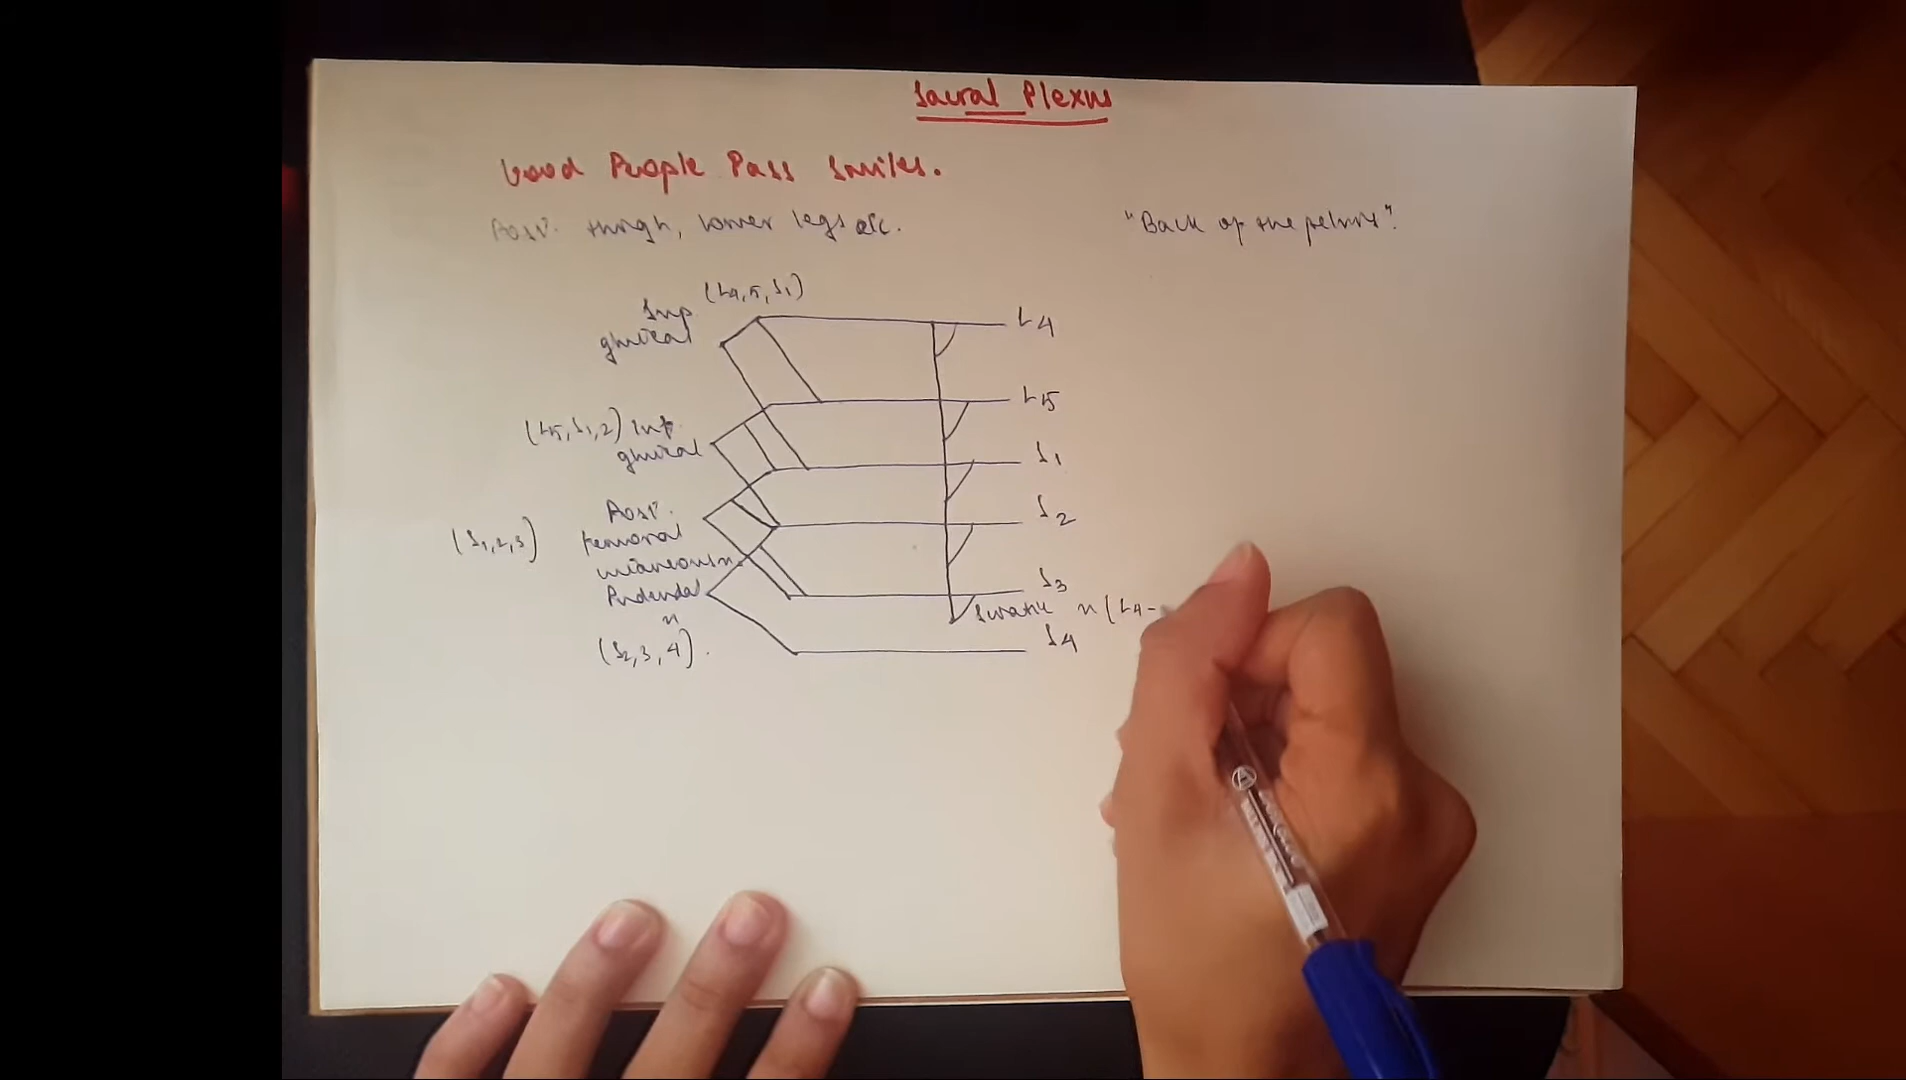 Sacral Plexus
Good People Pass Smiles.
Post. thigh, lower legs etc.
"Back of the pelvis".
(L4,5,S1)
Sup
gluteal
L4
L5
(L5,S1,2) Inf.
gluteal
S1
Post.
femoral
cutaneous n.
(S1,2,3)
S2
Pudendal
n
(S2,3,4).
S3
Sciatic n (L4-
S4